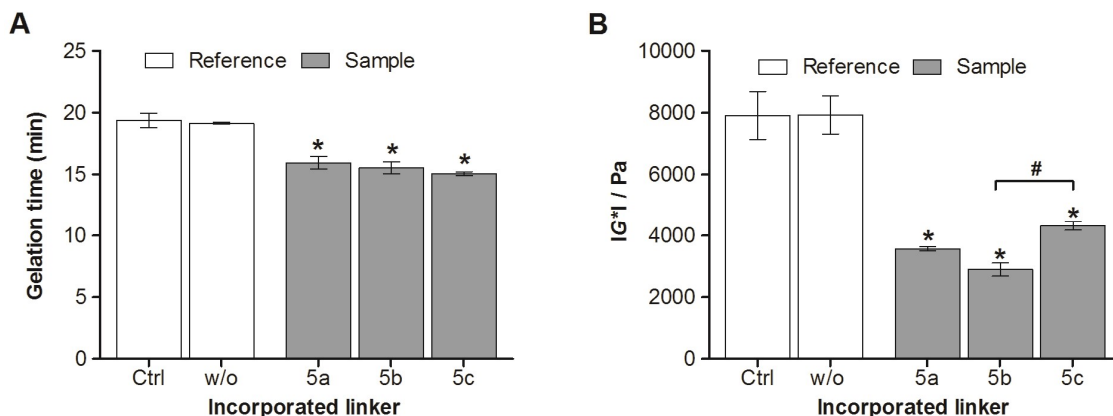 A
Reference Sample
Gelation time (min)
25
20
15
10
5
0
* * *
Ctrl w/o 5a 5b 5c
Incorporated linker
B
Reference Sample
IG*I / Pa
10000
8000
6000
4000
2000
0
#
* * *
Ctrl w/o 5a 5b 5c
Incorporated linker